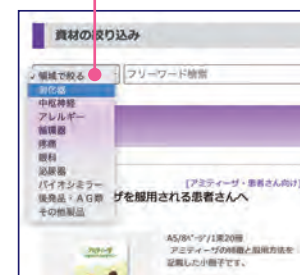 資材の絞り込み
✓ 領域で絞る
フリーワード検索
消化器
中枢神経
アレルギー
循環器
疼痛
眼科
泌尿器
バイオシミラー
後発品・AG等
その他製品
[アミティーザ・患者さん向け]
ザを服用される患者さんへ
A5/8ページ/1束20冊
アミティーザの特徴と服用方法を
記載した小冊子です。